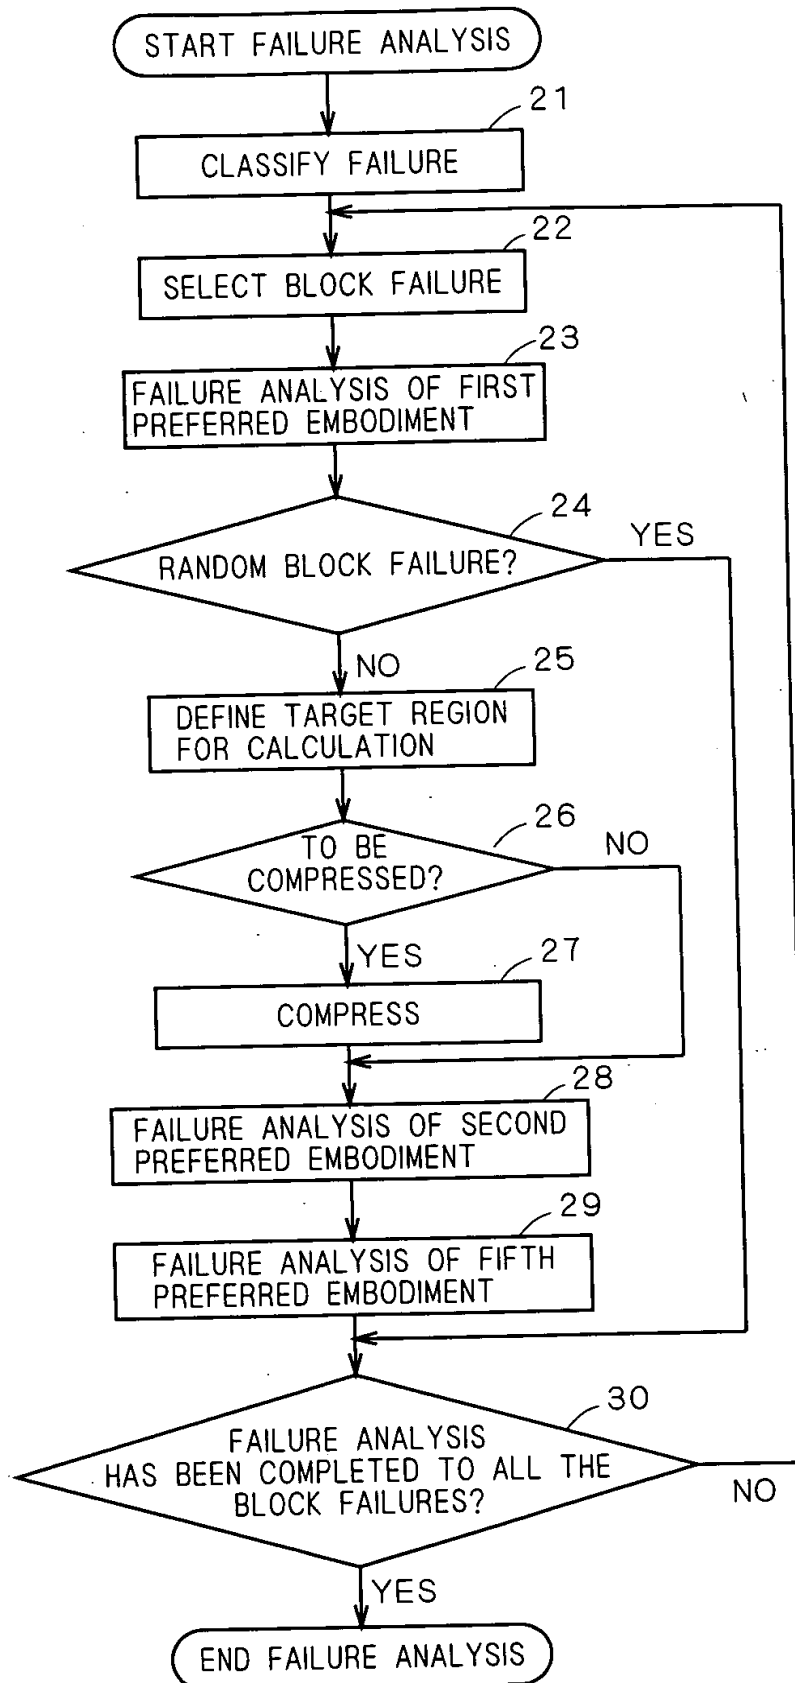 START FAILURE ANALYSIS
21
CLASSIFY FAILURE
22
SELECT BLOCK FAILURE
23
FAILURE ANALYSIS OF FIRST
PREFERRED EMBODIMENT
24
YES
RANDOM BLOCK FAILURE?
NO
25
DEFINE TARGET REGION
FOR CALCULATION
26
TO BE
COMPRESSED?
NO
YES
27
COMPRESS
28
FAILURE ANALYSIS OF SECOND
PREFERRED EMBODIMENT
29
FAILURE ANALYSIS OF FIFTH
PREFERRED EMBODIMENT
30
FAILURE ANALYSIS
HAS BEEN COMPLETED TO ALL THE
BLOCK FAILURES?
NO
YES
END FAILURE ANALYSIS